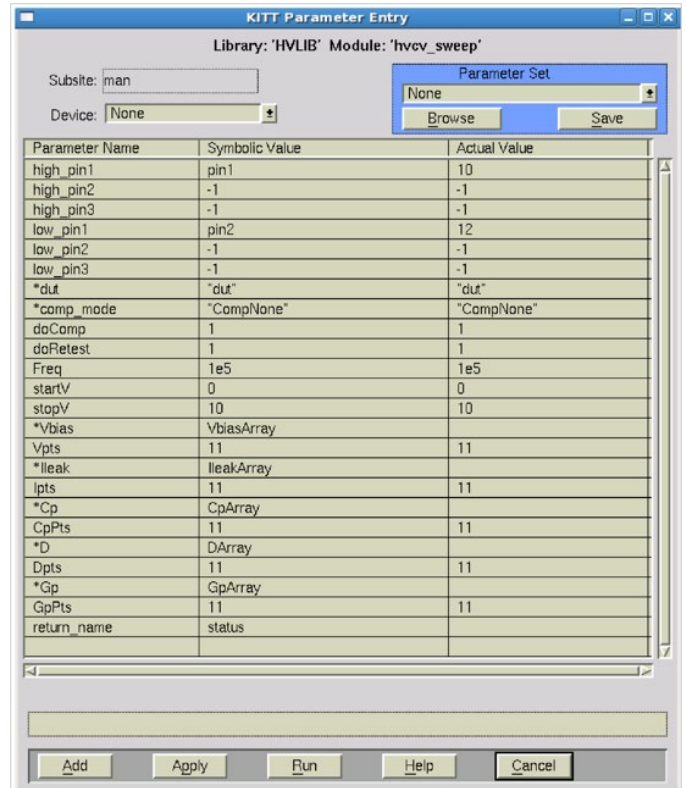 KITT Parameter Entry
Library: 'HVLIB' Module: 'hvcv_sweep'
Subsite: man
Device: None
Parameter Set
None
Browse Save
Parameter Name Symbolic Value Actual Value
high_pin1 pin1 10
high_pin2 -1 -1
high_pin3 -1 -1
low_pin1 pin2 12
low_pin2 -1 -1
low_pin3 -1 -1
*dut "dut" "dut"
*comp_mode "CompNone" "CompNone"
doComp 1 1
doRetest 1 1
Freq 1e5 1e5
startV 0 0
stopV 10 10
*Vbias VbiasArray
Vpts 11 11
*Ileak IleakArray
Ipts 11 11
*Cp CpArray
CpPts 11 11
*D DArray
Dpts 11 11
*Gp GpArray
GpPts 11 11
return_name status
Add Apply Run Help Cancel